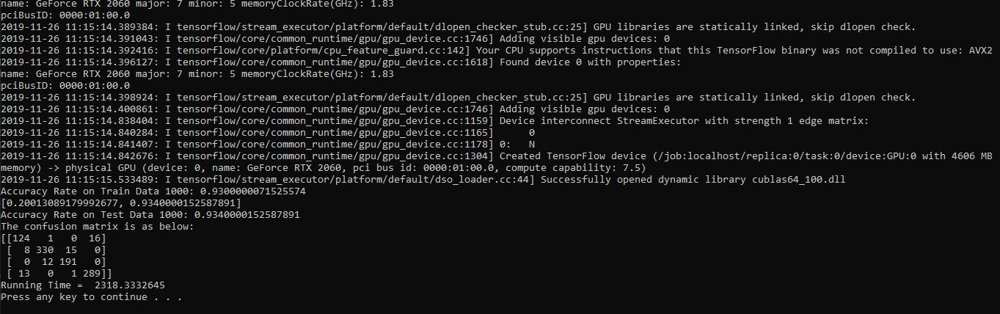 name: GeForce RTX 2060 major: 7 minor: 5 memoryClockRate(GHz): 1.83
pciBusID: 0000:01:00.0
2019-11-26 11:15:14.389384: I tensorflow/stream_executor/platform/default/dlopen_checker_stub.cc:25] GPU libraries are statically linked, skip dlopen check.
2019-11-26 11:15:14.391043: I tensorflow/core/common_runtime/gpu/gpu_device.cc:1746] Adding visible gpu devices: 0
2019-11-26 11:15:14.392416: I tensorflow/core/platform/cpu_feature_guard.cc:142] Your CPU supports instructions that this TensorFlow binary was not compiled to use: AVX2
2019-11-26 11:15:14.396127: I tensorflow/core/common_runtime/gpu/gpu_device.cc:1618] Found device 0 with properties:
name: GeForce RTX 2060 major: 7 minor: 5 memoryClockRate(GHz): 1.83
pciBusID: 0000:01:00.0
2019-11-26 11:15:14.398924: I tensorflow/stream_executor/platform/default/dlopen_checker_stub.cc:25] GPU libraries are statically linked, skip dlopen check.
2019-11-26 11:15:14.400861: I tensorflow/core/common_runtime/gpu/gpu_device.cc:1746] Adding visible gpu devices: 0
2019-11-26 11:15:14.838404: I tensorflow/core/common_runtime/gpu/gpu_device.cc:1159] Device interconnect StreamExecutor with strength 1 edge matrix:
2019-11-26 11:15:14.840284: I tensorflow/core/common_runtime/gpu/gpu_device.cc:1165]      0
2019-11-26 11:15:14.841407: I tensorflow/core/common_runtime/gpu/gpu_device.cc:1178] 0:   N
2019-11-26 11:15:14.842676: I tensorflow/core/common_runtime/gpu/gpu_device.cc:1304] Created TensorFlow device (/job:localhost/replica:0/task:0/device:GPU:0 with 4606 MB
memory) -> physical GPU (device: 0, name: GeForce RTX 2060, pci bus id: 0000:01:00.0, compute capability: 7.5)
2019-11-26 11:15:15.533489: I tensorflow/stream_executor/platform/default/dso_loader.cc:44] Successfully opened dynamic library cublas64_100.dll
Accuracy Rate on Train Data 1000: 0.9300000071525574
[0.20013089179992677, 0.9340000152587891]
Accuracy Rate on Test Data 1000: 0.9340000152587891
The confusion matrix is as below:
[[124   1   0  16]
 [  8 330  15   0]
 [  0  12 191   0]
 [ 13   0   1 289]]
Running Time =  2318.3332645
Press any key to continue . . .